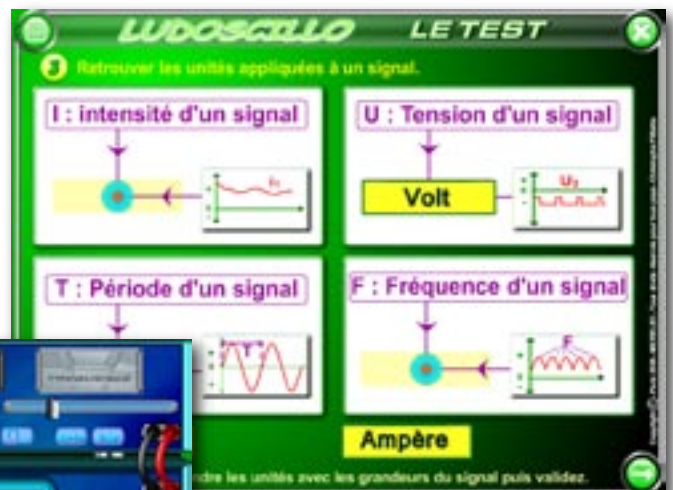 LUDOSCILLO LE TEST
3 Retrouver les unités appliquées à un signal.
I : intensité d'un signal
U : Tension d'un signal
Volt
T : Période d'un signal
T
F : Fréquence d'un signal
F
Ampère
les unités avec les grandeurs du signal puis validez.